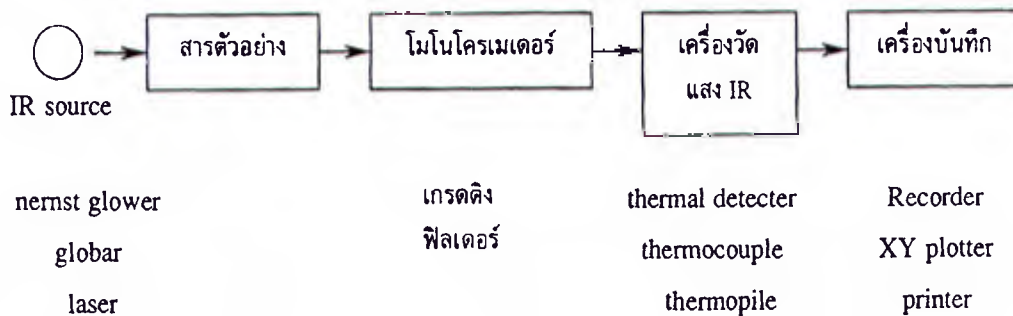 สารตัวอย่าง
โมโนโครเมเตอร์
เครื่องวัด
แสง IR
เครื่องบันทึก
IR source
nernst glower
globar
laser
เกรตติง
ฟิลเตอร์
thermal detecter
thermocouple
thermopile
Recorder
XY plotter
printer